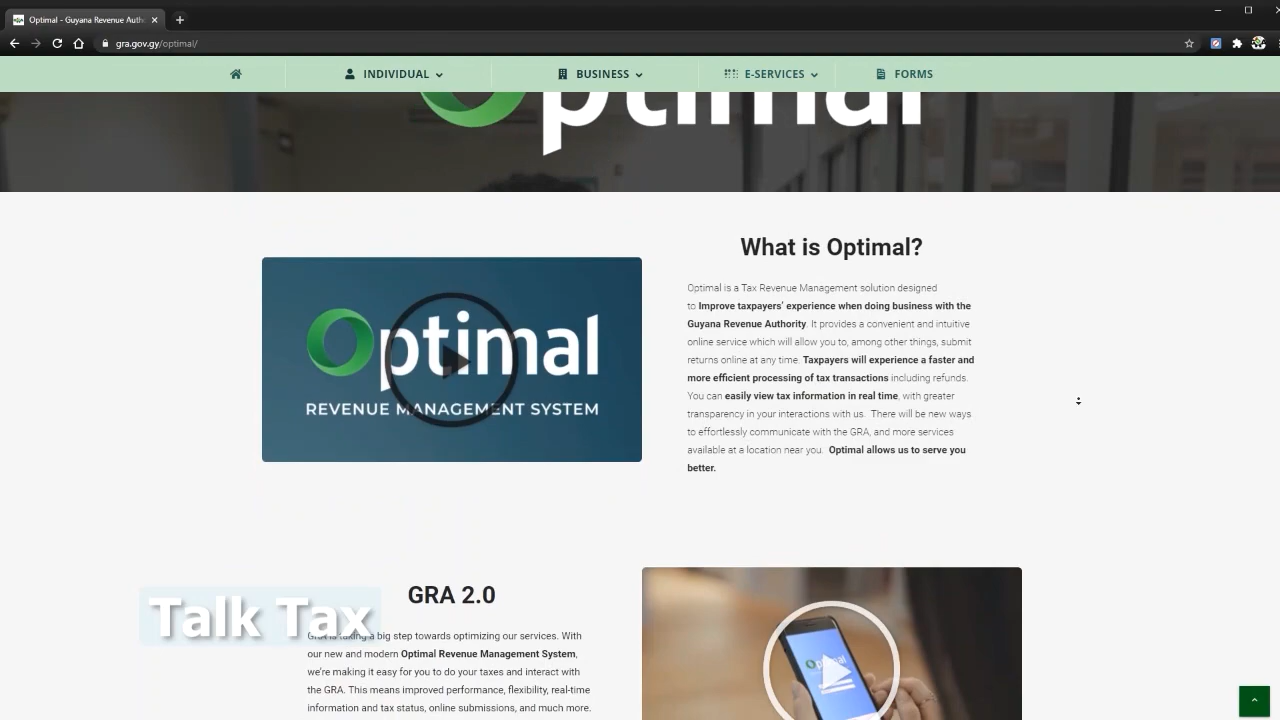 Optimal - Guyana Revenue Auth
gra.gov.gy/optimal/
INDIVIDUAL
BUSINESS
E-SERVICES
FORMS
Optimal
What is Optimal?
Optimal is a Tax Revenue Management solution designed
to Improve taxpayers' experience when doing business with the
Guyana Revenue Authority. It provides a convenient and intuitive
online service which will allow you to, among other things, submit
returns online at any time. Taxpayers will experience a faster and
more efficient processing of tax transactions including refunds.
You can easily view tax information in real time, with greater
transparency in your interactions with us.  There will be new ways
to effortlessly communicate with the GRA, and more services
available at a location near you.  Optimal allows us to serve you
better.
Optimal
REVENUE MANAGEMENT SYSTEM
GRA 2.0
Talk Tax
GRA is taking a big step towards optimizing our services. With
our new and modern Optimal Revenue Management System,
we're making it easy for you to do your taxes and interact with
the GRA. This means improved performance, flexibility, real-time
information and tax status, online submissions, and much more.
Optimal